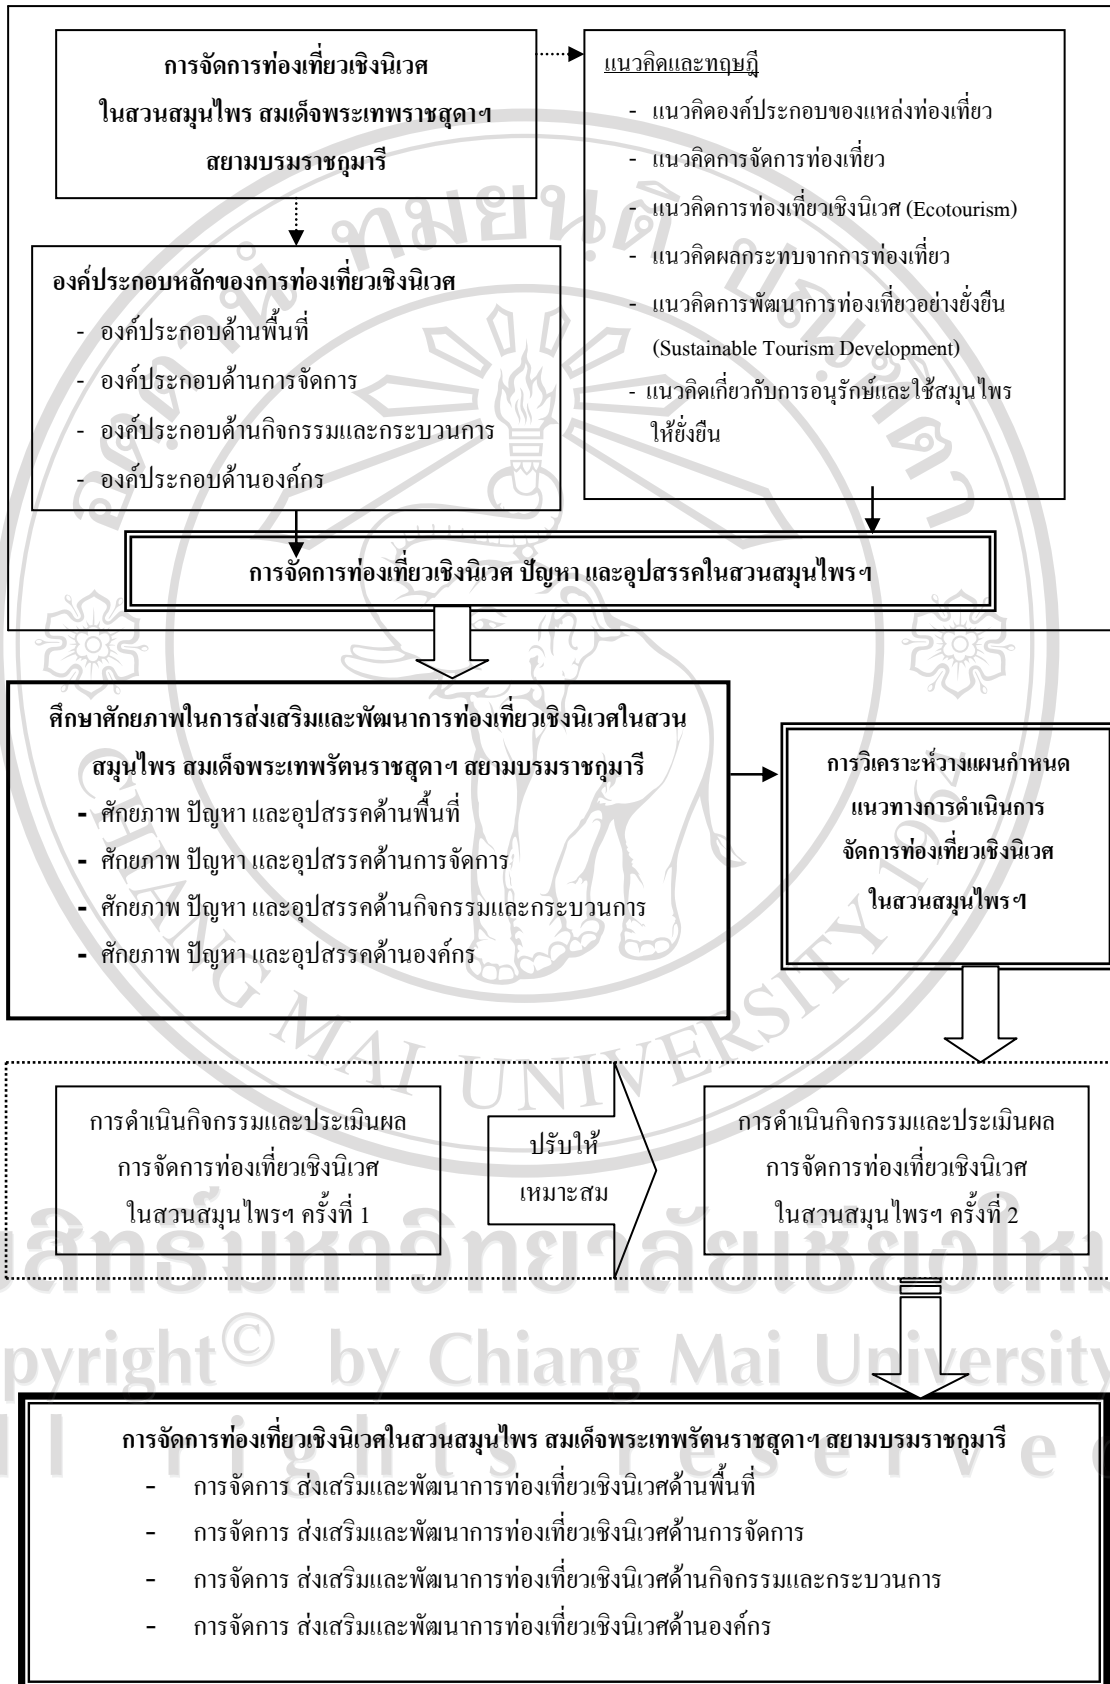 การจัดการท่องเที่ยวเชิงนิเวศ
ในสวนสมุนไพร สมเด็จพระเทพราชสุดาฯ
สยามบรมราชกุมารี
แนวคิดและทฤษฎี
- แนวคิดองค์ประกอบของแหล่งท่องเที่ยว
- แนวคิดการจัดการท่องเที่ยว
- แนวคิดการท่องเที่ยวเชิงนิเวศ (Ecotourism)
- แนวคิดผลกระทบจากการท่องเที่ยว
- แนวคิดการพัฒนาการท่องเที่ยวอย่างยั่งยืน
(Sustainable Tourism Development)
- แนวคิดเกี่ยวกับการอนุรักษ์และใช้สมุนไพร
ให้ยั่งยืน
องค์ประกอบหลักของการท่องเที่ยวเชิงนิเวศ
- องค์ประกอบด้านพื้นที่
- องค์ประกอบด้านการจัดการ
- องค์ประกอบด้านกิจกรรมและกระบวนการ
- องค์ประกอบด้านองค์กร
การจัดการท่องเที่ยวเชิงนิเวศ ปัญหา และอุปสรรคในสวนสมุนไพรฯ
ศึกษาศักยภาพในการส่งเสริมและพัฒนาการท่องเที่ยวเชิงนิเวศในสวน
สมุนไพร สมเด็จพระเทพรัตนราชสุดาฯ สยามบรมราชกุมารี
- ศักยภาพ ปัญหา และอุปสรรคด้านพื้นที่
- ศักยภาพ ปัญหา และอุปสรรคด้านการจัดการ
- ศักยภาพ ปัญหา และอุปสรรคด้านกิจกรรมและกระบวนการ
- ศักยภาพ ปัญหา และอุปสรรคด้านองค์กร
การวิเคราะห์วางแผนกำหนด
แนวทางการดำเนินการ
จัดการท่องเที่ยวเชิงนิเวศ
ในสวนสมุนไพรฯ
การดำเนินกิจกรรมและประเมินผล
การจัดการท่องเที่ยวเชิงนิเวศ
ในสวนสมุนไพรฯ ครั้งที่ 1
ปรับให้
เหมาะสม
การดำเนินกิจกรรมและประเมินผล
การจัดการท่องเที่ยวเชิงนิเวศ
ในสวนสมุนไพรฯ ครั้งที่ 2
การจัดการท่องเที่ยวเชิงนิเวศในสวนสมุนไพร สมเด็จพระเทพรัตนราชสุดาฯ สยามบรมราชกุมารี
- การจัดการ ส่งเสริมและพัฒนาการท่องเที่ยวเชิงนิเวศด้านพื้นที่
- การจัดการ ส่งเสริมและพัฒนาการท่องเที่ยวเชิงนิเวศด้านการจัดการ
- การจัดการ ส่งเสริมและพัฒนาการท่องเที่ยวเชิงนิเวศด้านกิจกรรมและกระบวนการ
- การจัดการ ส่งเสริมและพัฒนาการท่องเที่ยวเชิงนิเวศด้านองค์กร
อตฺตานํ ทมยนฺติ ปณฺฑิตา
CHIANG MAI UNIVERSITY 1964
สิทธิ์มหาวิทยาลัยเชียงใหม่
pyright© by Chiang Mai University
ll rights reserve